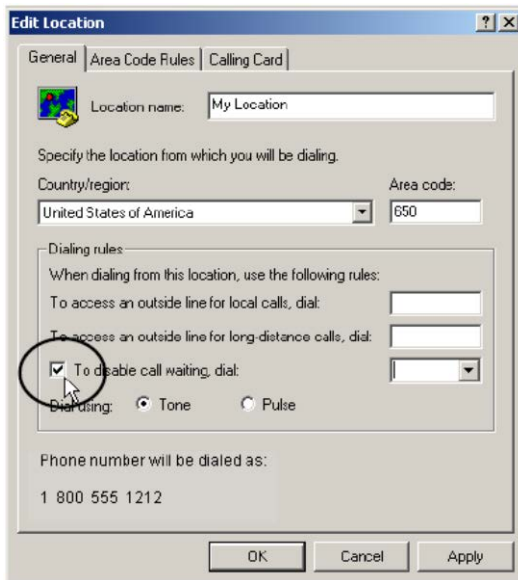 Edit Location
General Area Code Rules Calling Card
Location name: My Location
Specify the location from which you will be dialing.
Country/region: Area code:
United States of America 650
Dialing rules
When dialing from this location, use the following rules:
To access an outside line for local calls, dial:
To access an outside line for long-distance calls, dial:
To disable call waiting, dial:
Dial using: Tone Pulse
Phone number will be dialed as:
1 800 555 1212
OK Cancel Apply